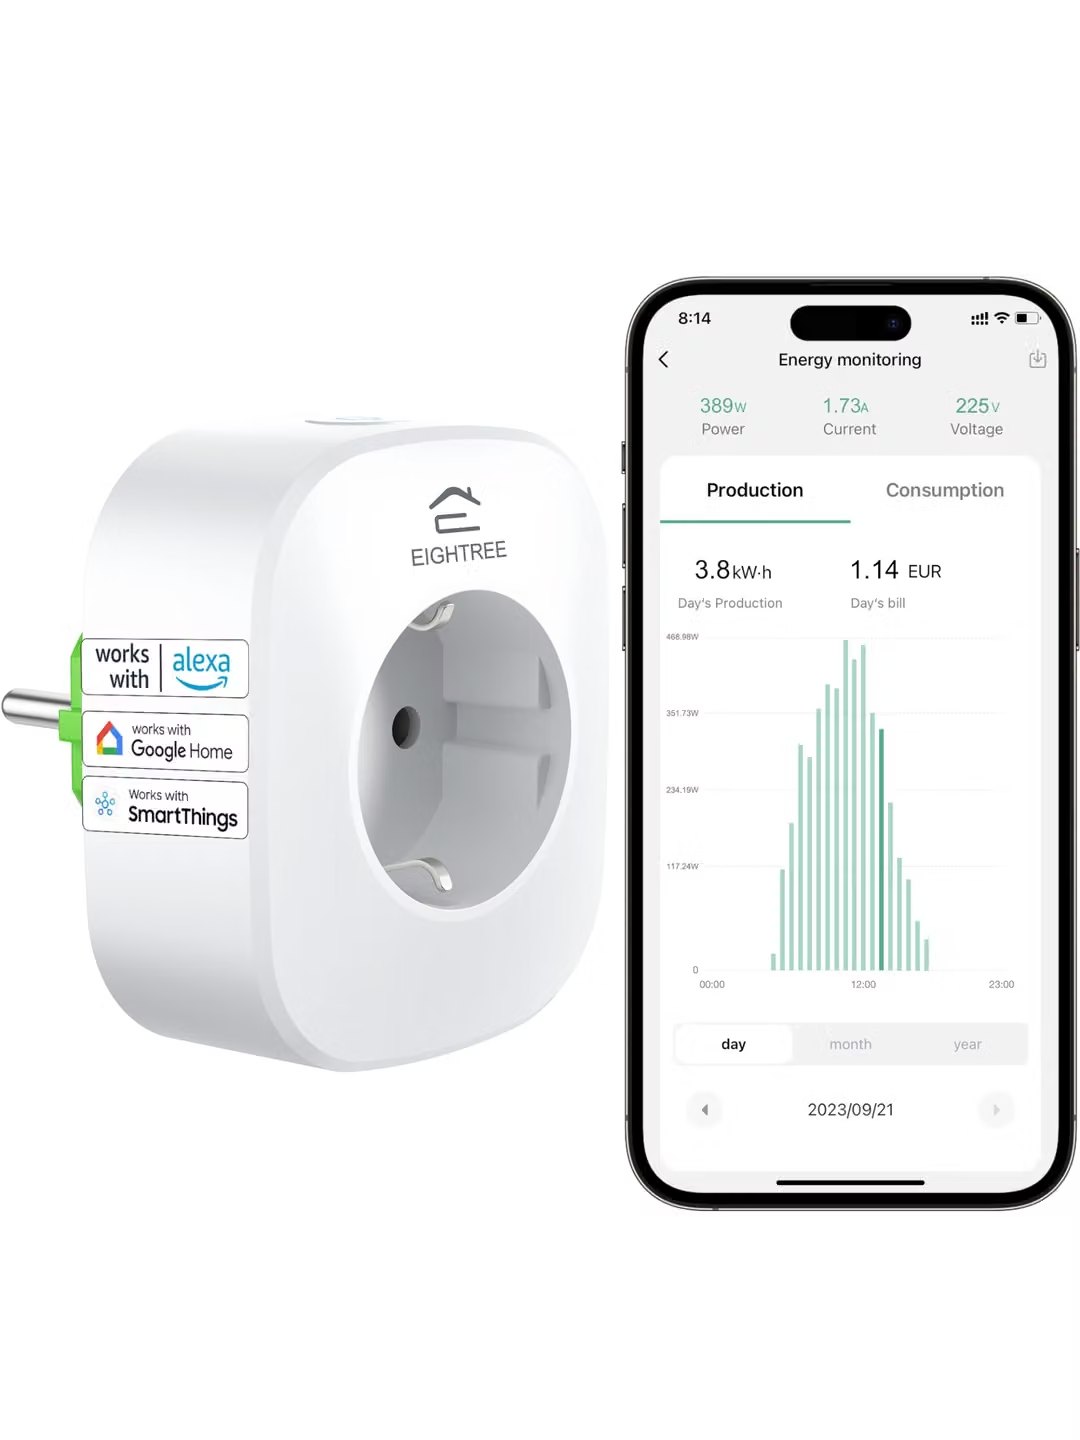 EIGHTREE
works
with
alexa
works with
Google Home
Works with
SmartThings
8:14
Energy monitoring
389W 1.73A 225V
Power Current Voltage
Production Consumption
3.8kW·h 1.14 EUR
Day's Production Day's bill
468.98W
351.73W
234.19W
117.24W
0
00:00 12:00 23:00
day month year
2023/09/21